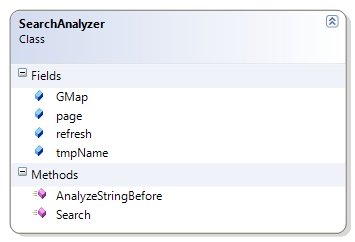 SearchAnalyzer
Class
Fields
GMap
page
refresh
tmpName
Methods
AnalyzeStringBefore
Search